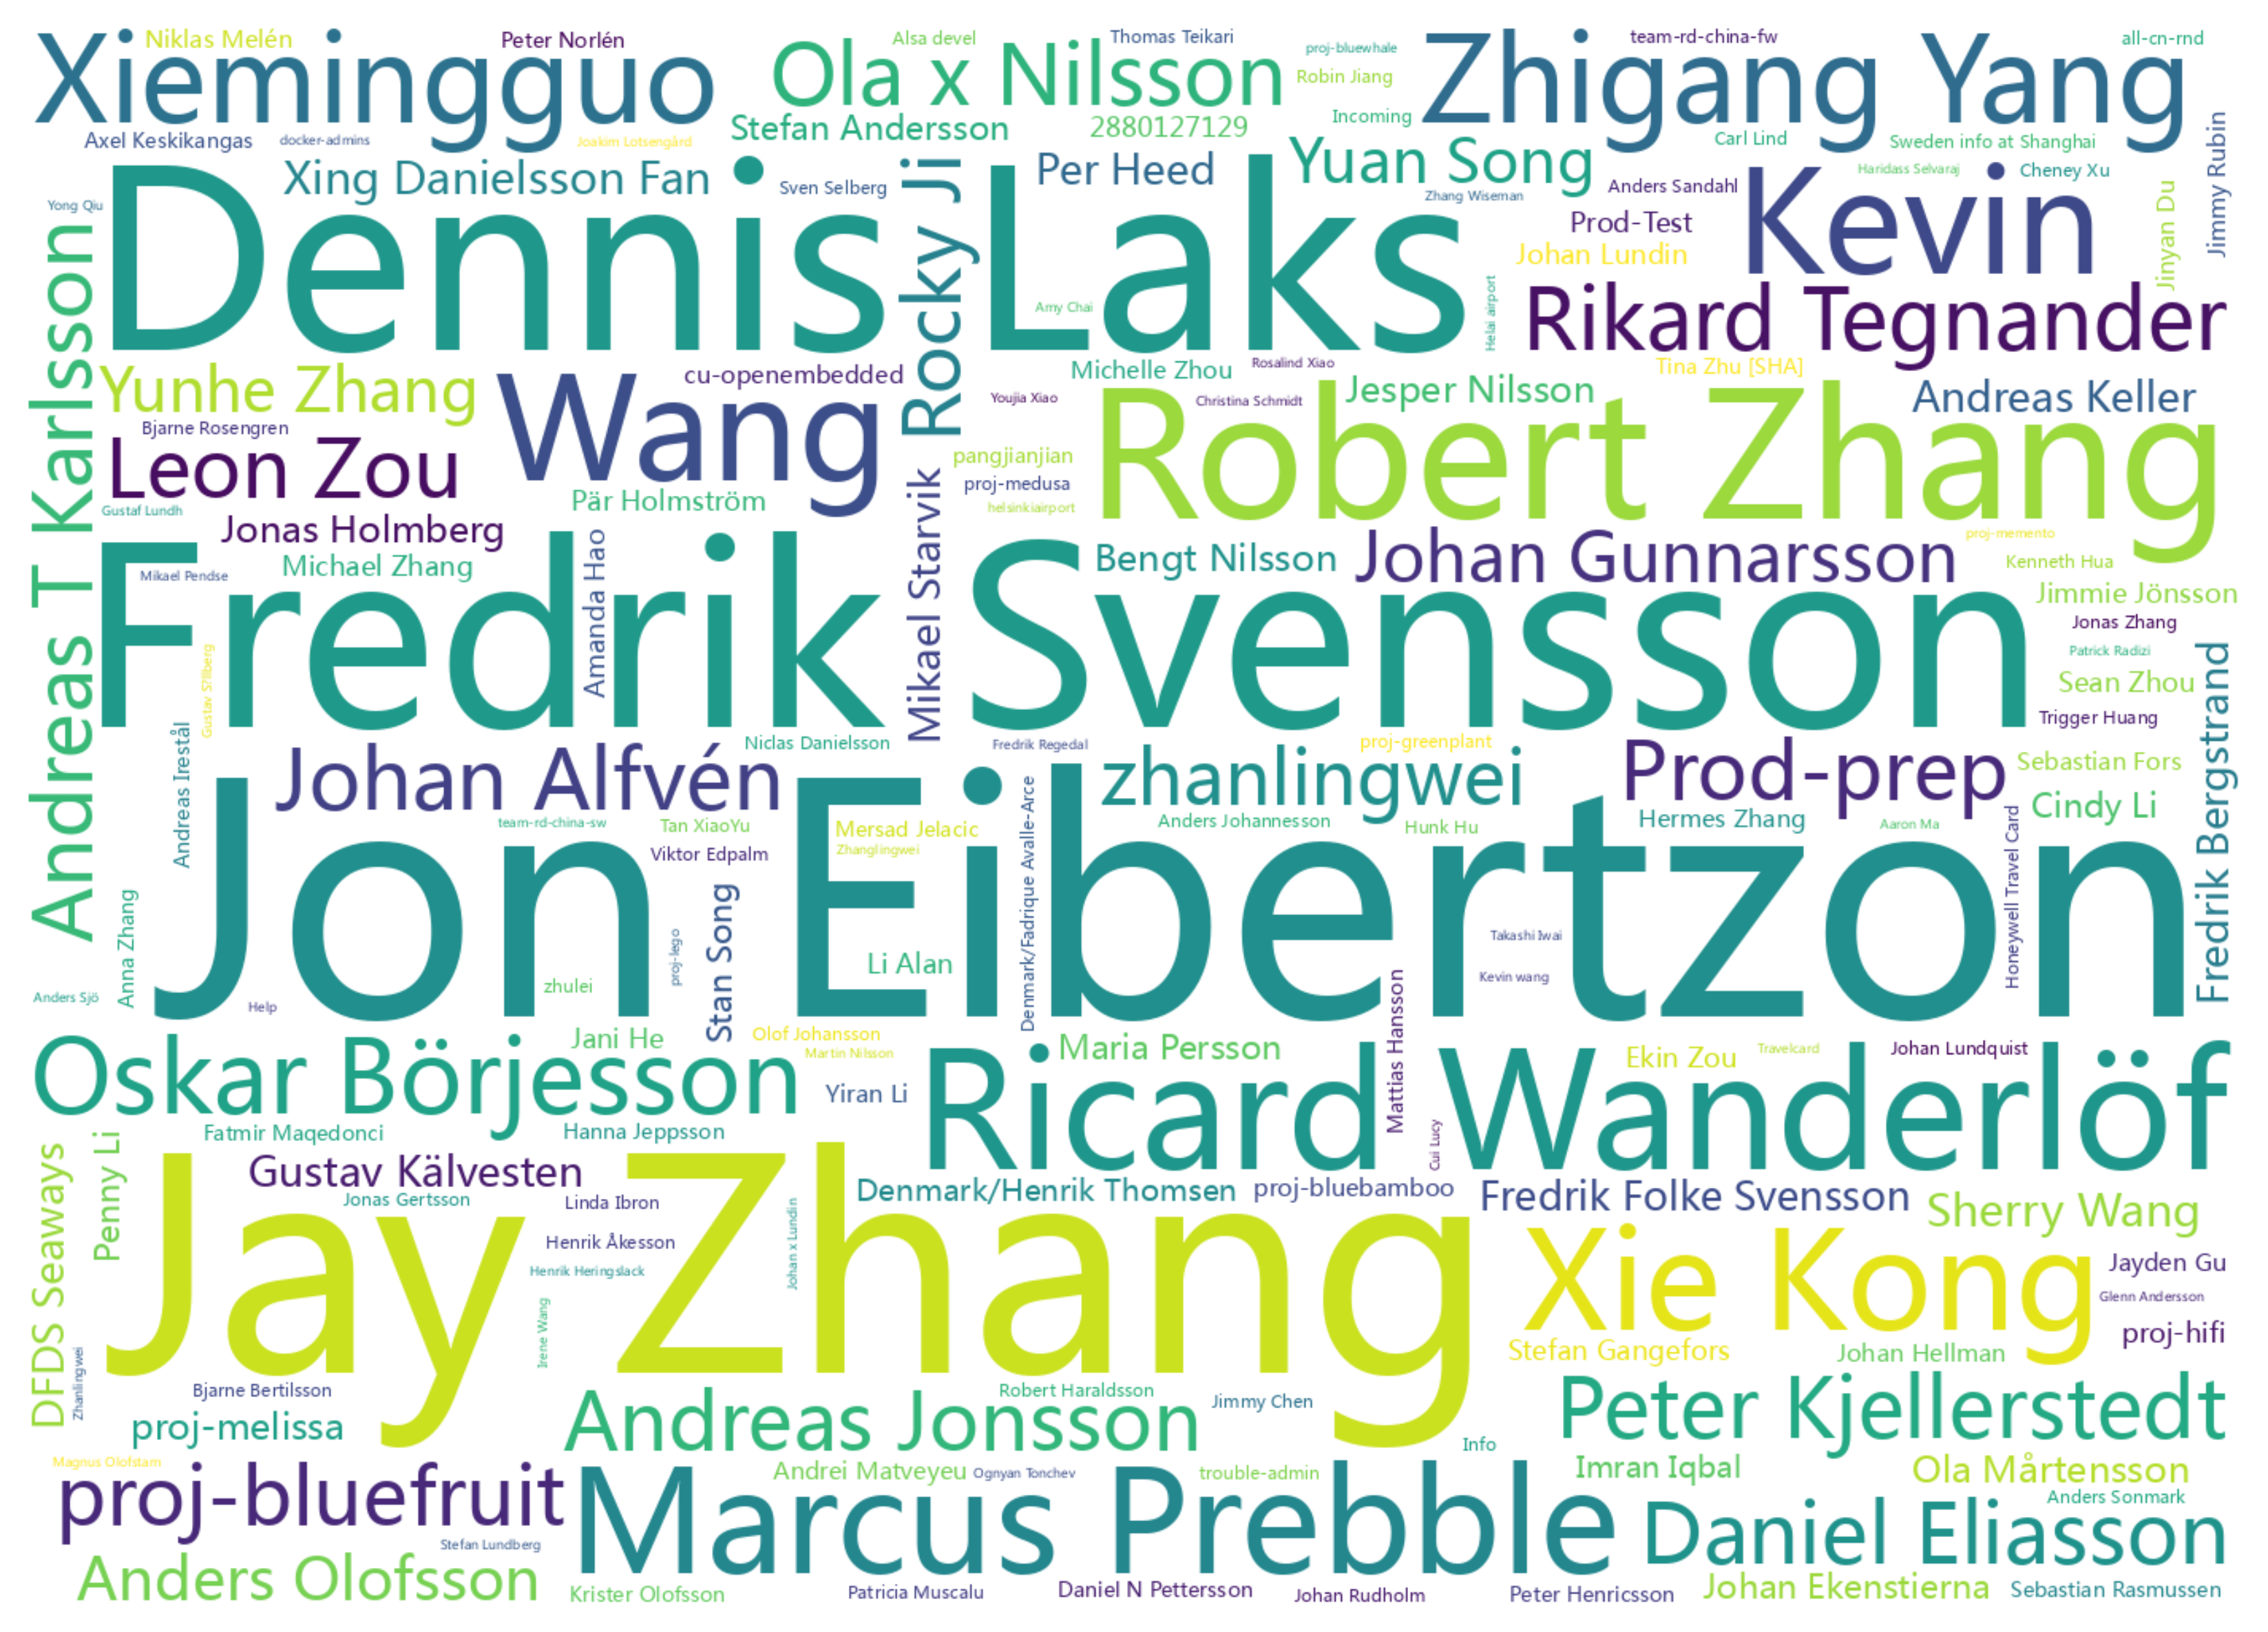 Niklas Melén
Peter Norlén
Xiemingguo
Axel Keskikangas
docker-admins
Joakim Lotsengård
Alsa devel
Thomas Teikari
Ola x Nilsson
proj-bluewhale
Robin Jiang
Incoming
Stefan Andersson
2880127129
team-rd-china-fw
all-cn-rnd
Zhigang Yang
Carl Lind
Sweden info at Shanghai
Jimmy Rubin
Xing Danielsson Fan
Sven Selberg
Rocky Ji
Per Heed
Yuan Song
Zhang Wiseman
Anders Sandahl
Haridass Selvaraj
Cheney Xu
Prod-Test
Johan Lundin
Kevin
Jinyan Du
Yong Qiu
Dennis Laks
Amy Chai
Helai airport
Rikard Tegnander
Andreas T Karlsson
Yunhe Zhang
Wang
cu-openembedded
Michelle Zhou
Rosalind Xiao
Tina Zhu [SHA]
Youjia Xiao
Christina Schmidt
Jesper Nilsson
Andreas Keller
Bjarne Rosengren
Leon Zou
Robert Zhang
pangjianjian
proj-medusa
helsinkiairport
Pär Holmström
Gustaf Lundh
Jonas Holmberg
Mikael Starvik
Michael Zhang
Mikael Pendse
Amanda Hao
Bengt Nilsson
Johan Gunnarsson
proj-memento
Kenneth Hua
Jimmie Jönsson
Fredrik Svensson
Jonas Zhang
Patrick Radizi
Sean Zhou
Trigger Huang
Gustav S?llberg
Fredrik Bergstrand
Andreas Irestål
Niclas Danielsson
Fredrik Regedal
proj-greenplant
Johan Alfvén
zhanlingwei
Prod-prep
Sebastian Fors
Cindy Li
team-rd-china-sw
Tan XiaoYu
Viktor Edpalm
Mersad Jelacic
Zhanglingwei
Denmark/Fadrique Avalle-Arce
Anders Johannesson
Hunk Hu
Hermes Zhang
Aaron Ma
Honeywell Travel Card
Jon Eibertzon
Anna Zhang
Stan Song
proj-lego
Li Alan
Takashi Iwai
Kevin wang
zhulei
Anders Sjö
Help
Mattias Hansson
Jani He
Olof Johansson
Martin Nilsson
Maria Persson
Ekin Zou
Travelcard
Johan Lundquist
Oskar Börjesson
Yiran Li
Ricard Wanderlöf
Cui Lucy
Fatmir Maqedonci
Hanna Jeppsson
Penny Li
DFDS Seaways
Gustav Kälvesten
Jonas Gertsson
Linda Ibron
Denmark/Henrik Thomsen
proj-bluebamboo
Fredrik Folke Svensson
Sherry Wang
Johan x Lundin
Henrik Åkesson
Henrik Heringslack
Jay Zhang
Irene Wang
Xie Kong
Jayden Gu
Glenn Andersson
proj-hifi
Stefan Gangefors
Johan Hellman
Zhanlingwei
Bjarne Bertilsson
Robert Haraldsson
Jimmy Chen
proj-melissa
Andreas Jonsson
Peter Kjellerstedt
Info
Magnus Olofstam
Andrei Matveyeu
Ognyan Tonchev
trouble-admin
Imran Iqbal
Ola Mårtensson
Anders Sonmark
proj-bluefruit
Marcus Prebble
Daniel Eliasson
Stefan Lundberg
Anders Olofsson
Krister Olofsson
Patricia Muscalu
Daniel N Pettersson
Johan Rudholm
Peter Henricsson
Johan Ekenstierna
Sebastian Rasmussen